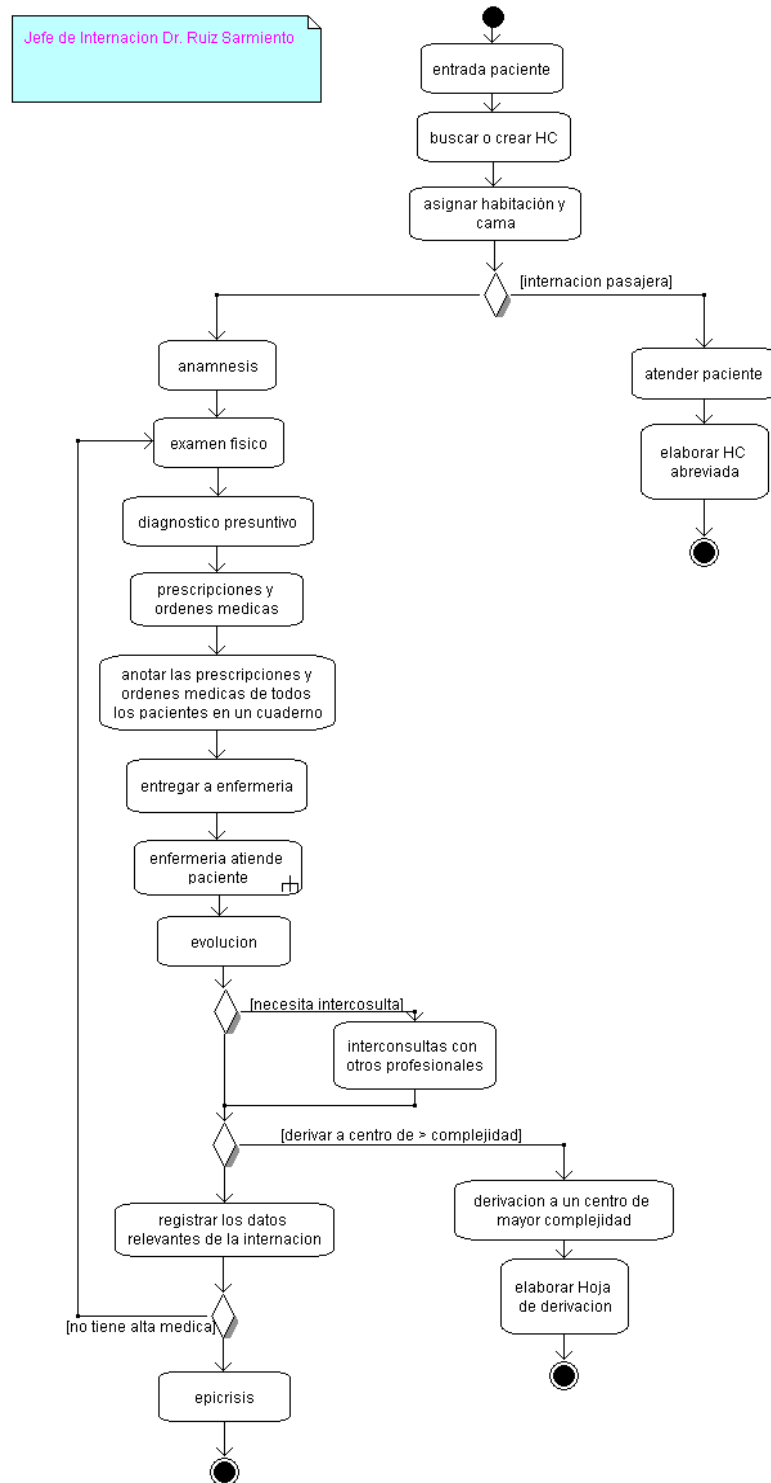 Jefe de Internacion Dr. Ruiz Sarmiento
entrada paciente
buscar o crear HC
asignar habitación y
cama
[internacion pasajera]
anamnesis
atender paciente
examen fisico
elaborar HC
abreviada
diagnostico presuntivo
prescripciones y
ordenes medicas
anotar las prescripciones y
ordenes medicas de todos
los pacientes en un cuaderno
entregar a enfermeria
enfermeria atiende
paciente
evolucion
[necesita intercosulta]
interconsultas con
otros profesionales
[derivar a centro de > complejidad]
derivacion a un centro de
mayor complejidad
registrar los datos
relevantes de la internacion
elaborar Hoja
de derivacion
[no tiene alta medica]
epicrisis